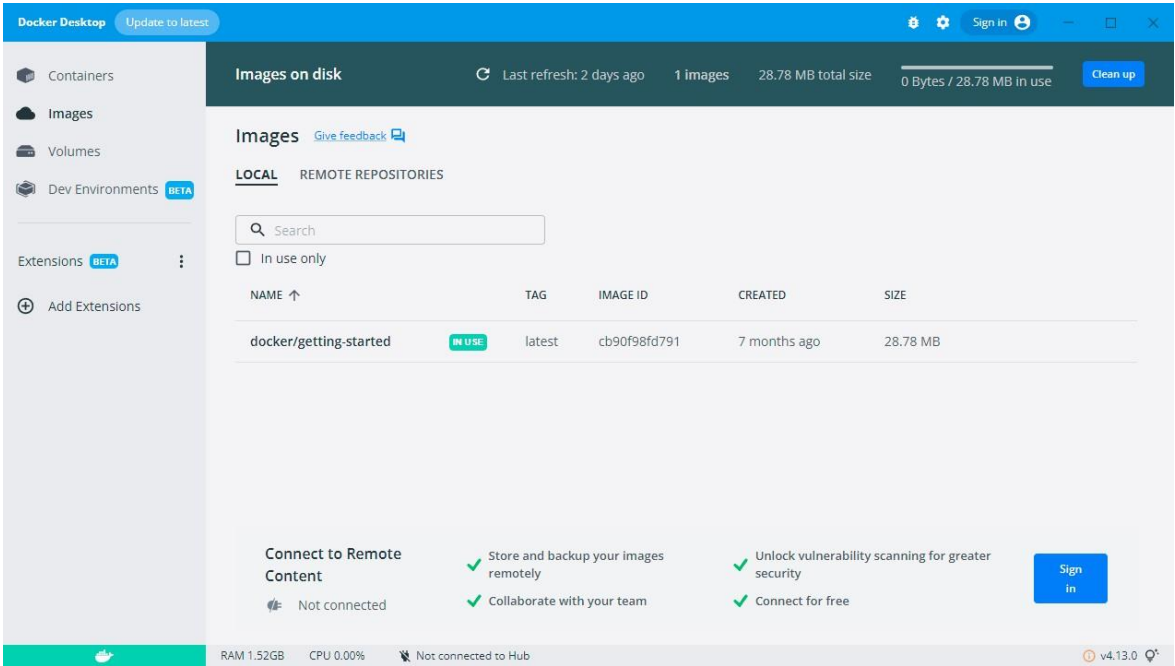 Docker Desktop Update to latest Sign in
Containers
Images
Volumes
Dev Environments BETA
Extensions BETA
Add Extensions
Images on disk Last refresh: 2 days ago 1 images 28.78 MB total size 0 Bytes / 28.78 MB in use Clean up
Images Give feedback
LOCAL REMOTE REPOSITORIES
Search
In use only
NAME TAG IMAGE ID CREATED SIZE
docker/getting-started IN USE latest cb90f98fd791 7 months ago 28.78 MB
Connect to Remote
Content
Not connected
Store and backup your images
remotely
Collaborate with your team
Unlock vulnerability scanning for greater
security
Connect for free
Sign
in
RAM 1.52GB CPU 0.00% Not connected to Hub v4.13.0